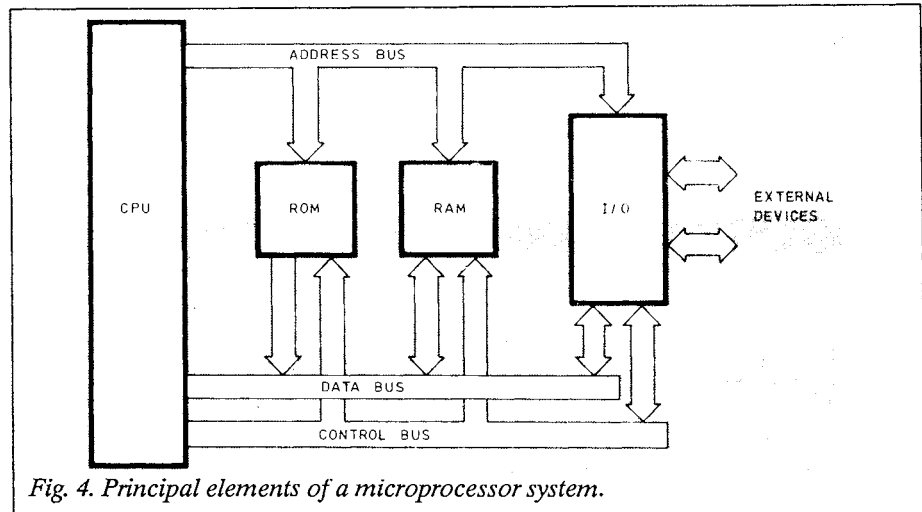 ADDRESS BUS
CPU
ROM
RAM
I/O
EXTERNAL
DEVICES
DATA BUS
CONTROL BUS
Fig. 4. Principal elements of a microprocessor system.